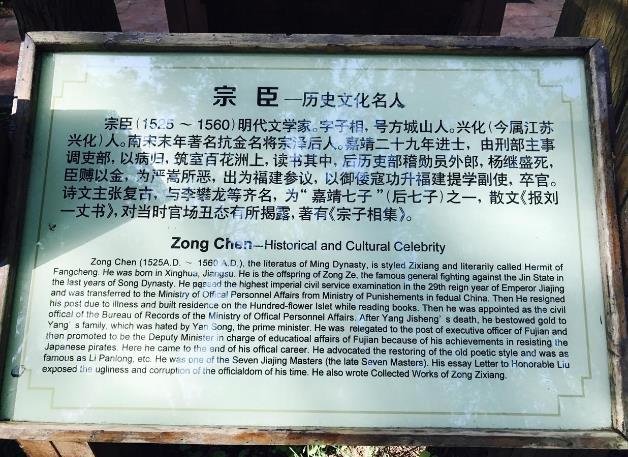 宗 臣 —历史文化名人
宗臣(1525 ~ 1560)明代文学家。字子相，号方城山人。兴化(今属江苏
兴化)人。南宋末年著名抗金名将宗泽后人。嘉靖二十九年进士，由刑部主事
调吏部，以病归，筑室百花洲上，读书其中，后历吏部稽勋员外郎，杨继盛死，
臣赙以金，为严嵩所恶，出为福建参议，以御倭寇功升福建提学副使，卒官。
诗文主张复古，与李攀龙等齐名，为“嘉靖七子”(后七子)之一，散文《报刘
一丈书》，对当时官场丑态有所揭露，著有《宗子相集》。
Zong Chen—Historical and Cultural Celebrity
Zong Chen (1525A.D. ~ 1560 A.D.), the literatus of Ming Dynasty, is styled Zixiang and literarily called Hermit of
Fangcheng. He was born in Xinghua, Jiangsu. He is the offspring of Zong Ze, the famous general fighting against the Jin State in
the last years of Song Dynasty. He passed the highest imperial civil service examination in the 29th reign year of Emperor Jiajing
and was transferred to the Ministry of Offical Personnel Affairs from Ministry of Punishements in fedual China. Then He resigned
his post due to illness and built residence on the Hundred-flower Islet while reading books. Then he was appointed as the civil
offical of the Bureau of Records of the Ministry of Offical Personnel Affairs. After Yang Jisheng’s death, he bestowed gold to
Yang’s family, which was hated by Yan Song, the prime minister. He was relegated to the post of executive officer of Fujian and
then promoted to be the Deputy Minister in charge of educatioal affairs of Fujian because of his achievements in resisting the
Japanese pirates. Here he came to the end of his offical career. He advocated the restoring of the old poetic style and was as
famous as Li Panlong, etc. He was one of the Seven Jiajing Masters (the late Seven Masters). His essay Letter to Honorable Liu
exposed the ugliness and corruption of the officialdom of his time. He also wrote Collected Works of Zong Zixiang.